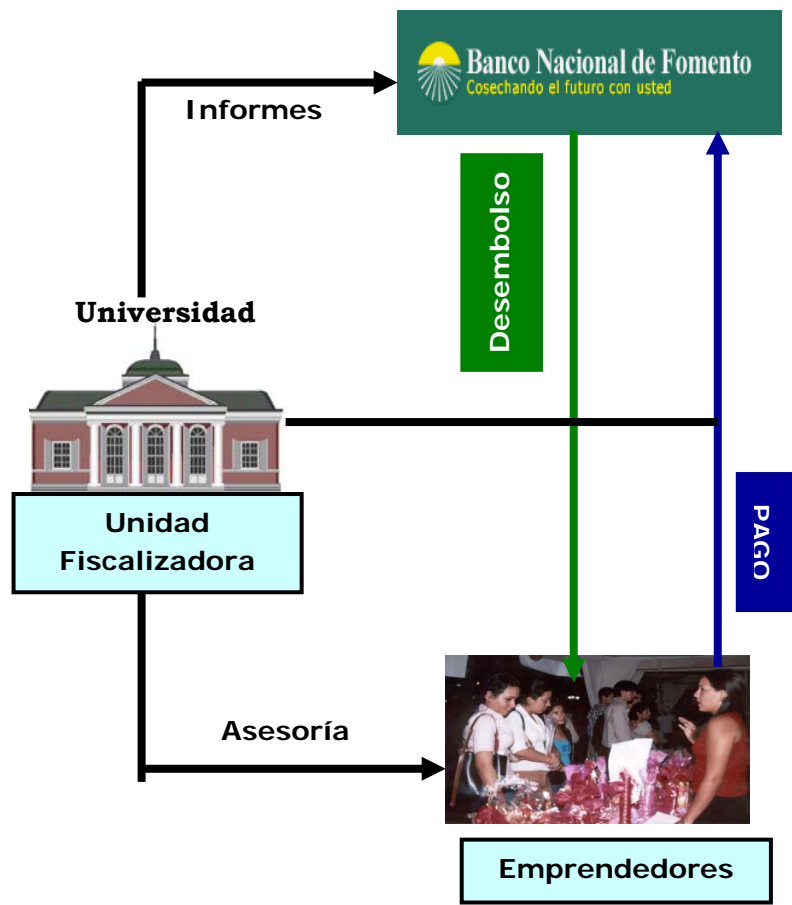 Banco Nacional de Fomento
Cosechando el futuro con usted
Informes
Desembolso
Universidad
Unidad
Fiscalizadora
PAGO
Asesoría
Emprendedores